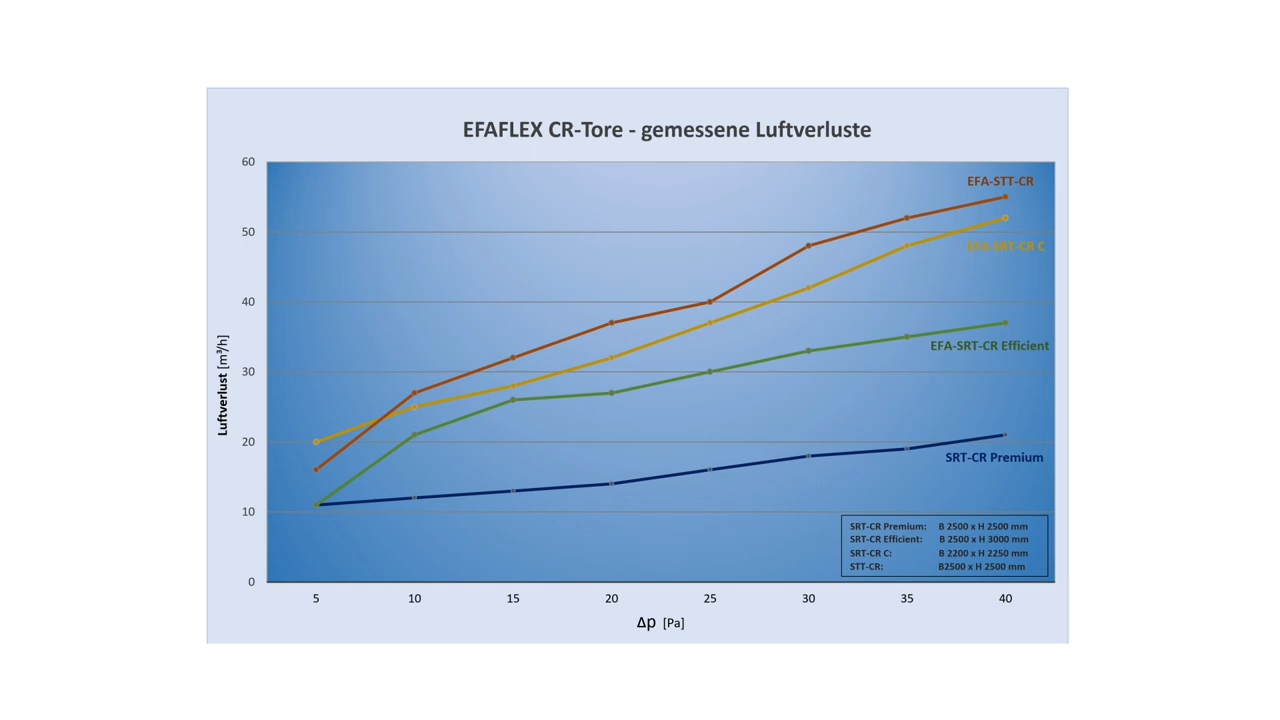 EFAFLEX CR-Tore - gemessene Luftverluste
60
50
40
30
20
10
0
Luftverlust [m³/h]
EFA-STT-CR
EFA-SRT-CR C
EFA-SRT-CR Efficient
SRT-CR Premium
SRT-CR Premium: B 2500 x H 2500 mm
SRT-CR Efficient: B 2500 x H 3000 mm
SRT-CR C: B 2200 x H 2250 mm
STT-CR: B2500 x H 2500 mm
5 10 15 20 25 30 35 40
Δp [Pa]